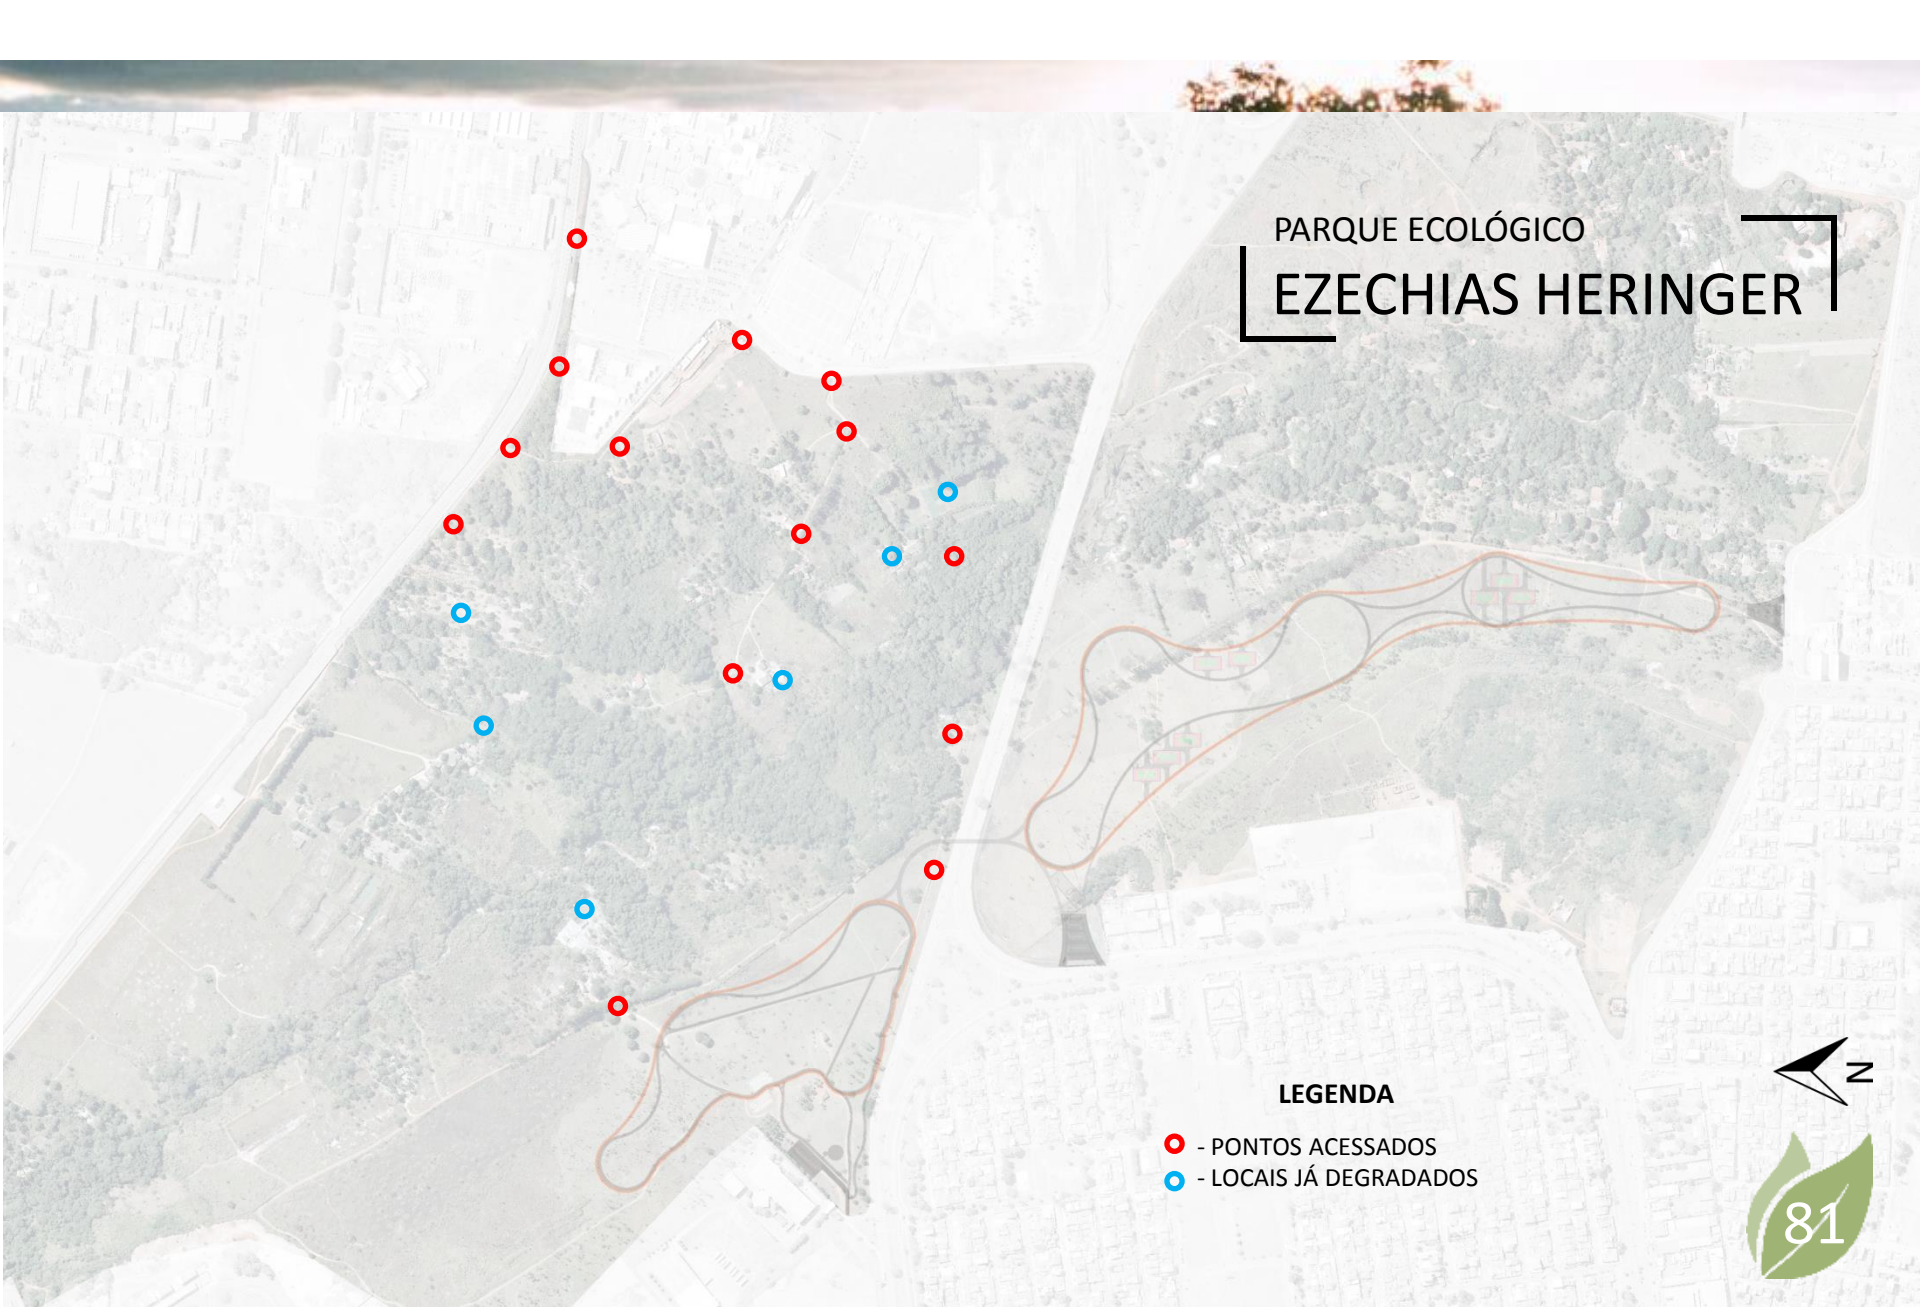 PARQUE ECOLÓGICO
EZECHIAS HERINGER
N
LEGENDA
- PONTOS ACESSADOS
- LOCAIS JÁ DEGRADADOS
81